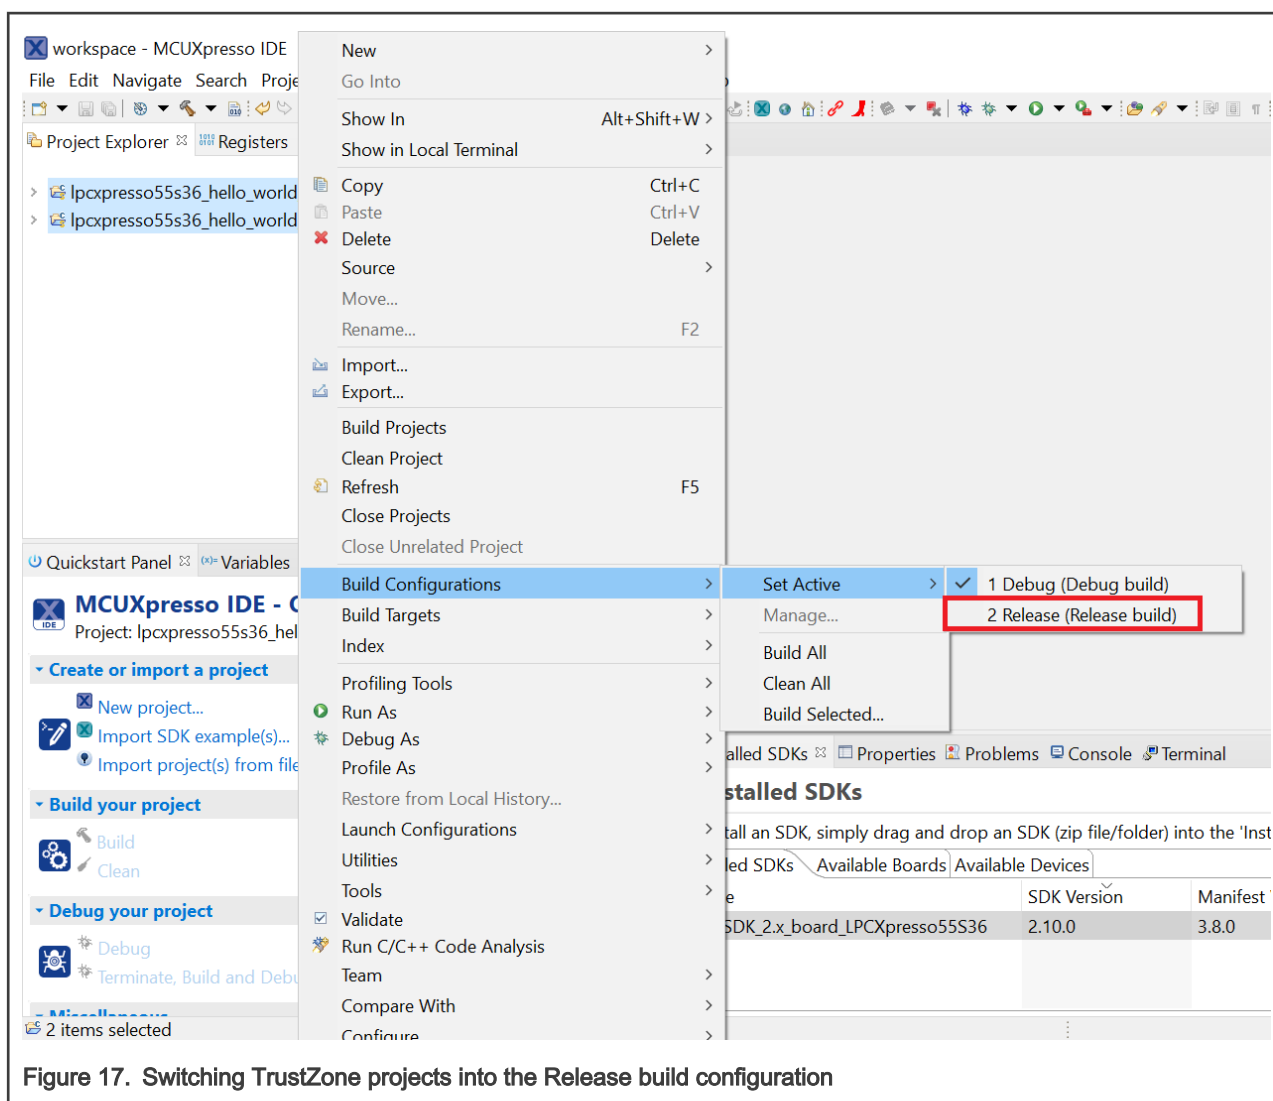 workspace - MCUXpresso IDE
File Edit Navigate Search Proje
Project Explorer
Registers
lpcxpresso55s36_hello_world
lpcxpresso55s36_hello_world
New
Go Into
Show In Alt+Shift+W
Show in Local Terminal
Copy Ctrl+C
Paste Ctrl+V
Delete Delete
Source
Move...
Rename... F2
Import...
Export...
Build Projects
Clean Project
Refresh F5
Close Projects
Close Unrelated Project
Build Configurations
Build Targets
Index
Profiling Tools
Run As
Debug As
Profile As
Restore from Local History...
Launch Configurations
Utilities
Tools
Validate
Run C/C++ Code Analysis
Team
Compare With
Configure
Set Active
Manage...
Build All
Clean All
Build Selected...
1 Debug (Debug build)
2 Release (Release build)
Quickstart Panel
Variables
IDE
MCUXpresso IDE - C
Project: lpcxpresso55s36_hel
Create or import a project
New project...
Import SDK example(s)...
Import project(s) from file
Build your project
Build
Clean
Debug your project
Debug
Terminate, Build and Debu
Miscellaneous
2 items selected
alled SDKs Properties Problems Console Terminal
stalled SDKs
tall an SDK, simply drag and drop an SDK (zip file/folder) into the 'Inst
led SDKs Available Boards Available Devices
e SDK Version Manifest
SDK_2.x_board_LPCXpresso55S36 2.10.0 3.8.0
Figure 17. Switching TrustZone projects into the Release build configuration